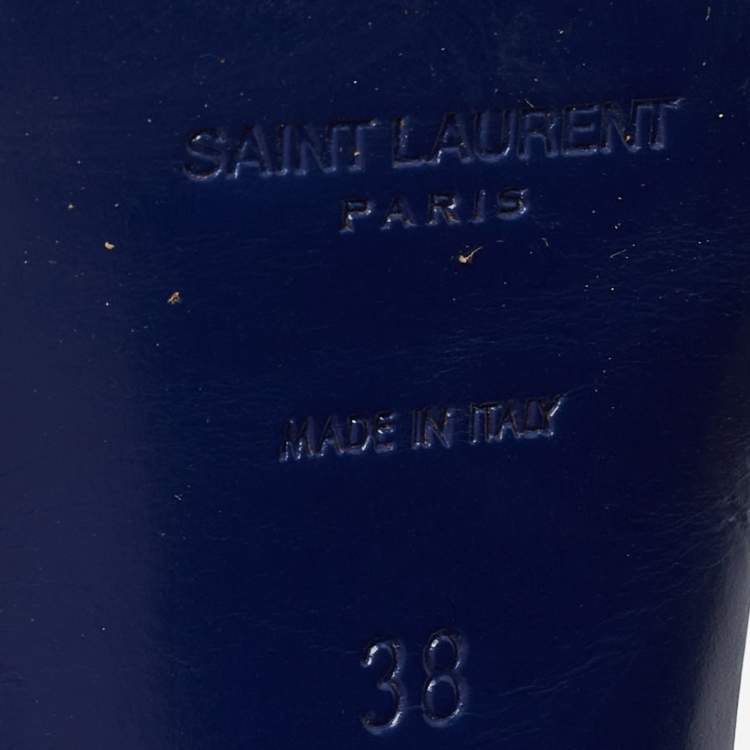 SAINT LAURENT
PARIS
MADE IN ITALY
38